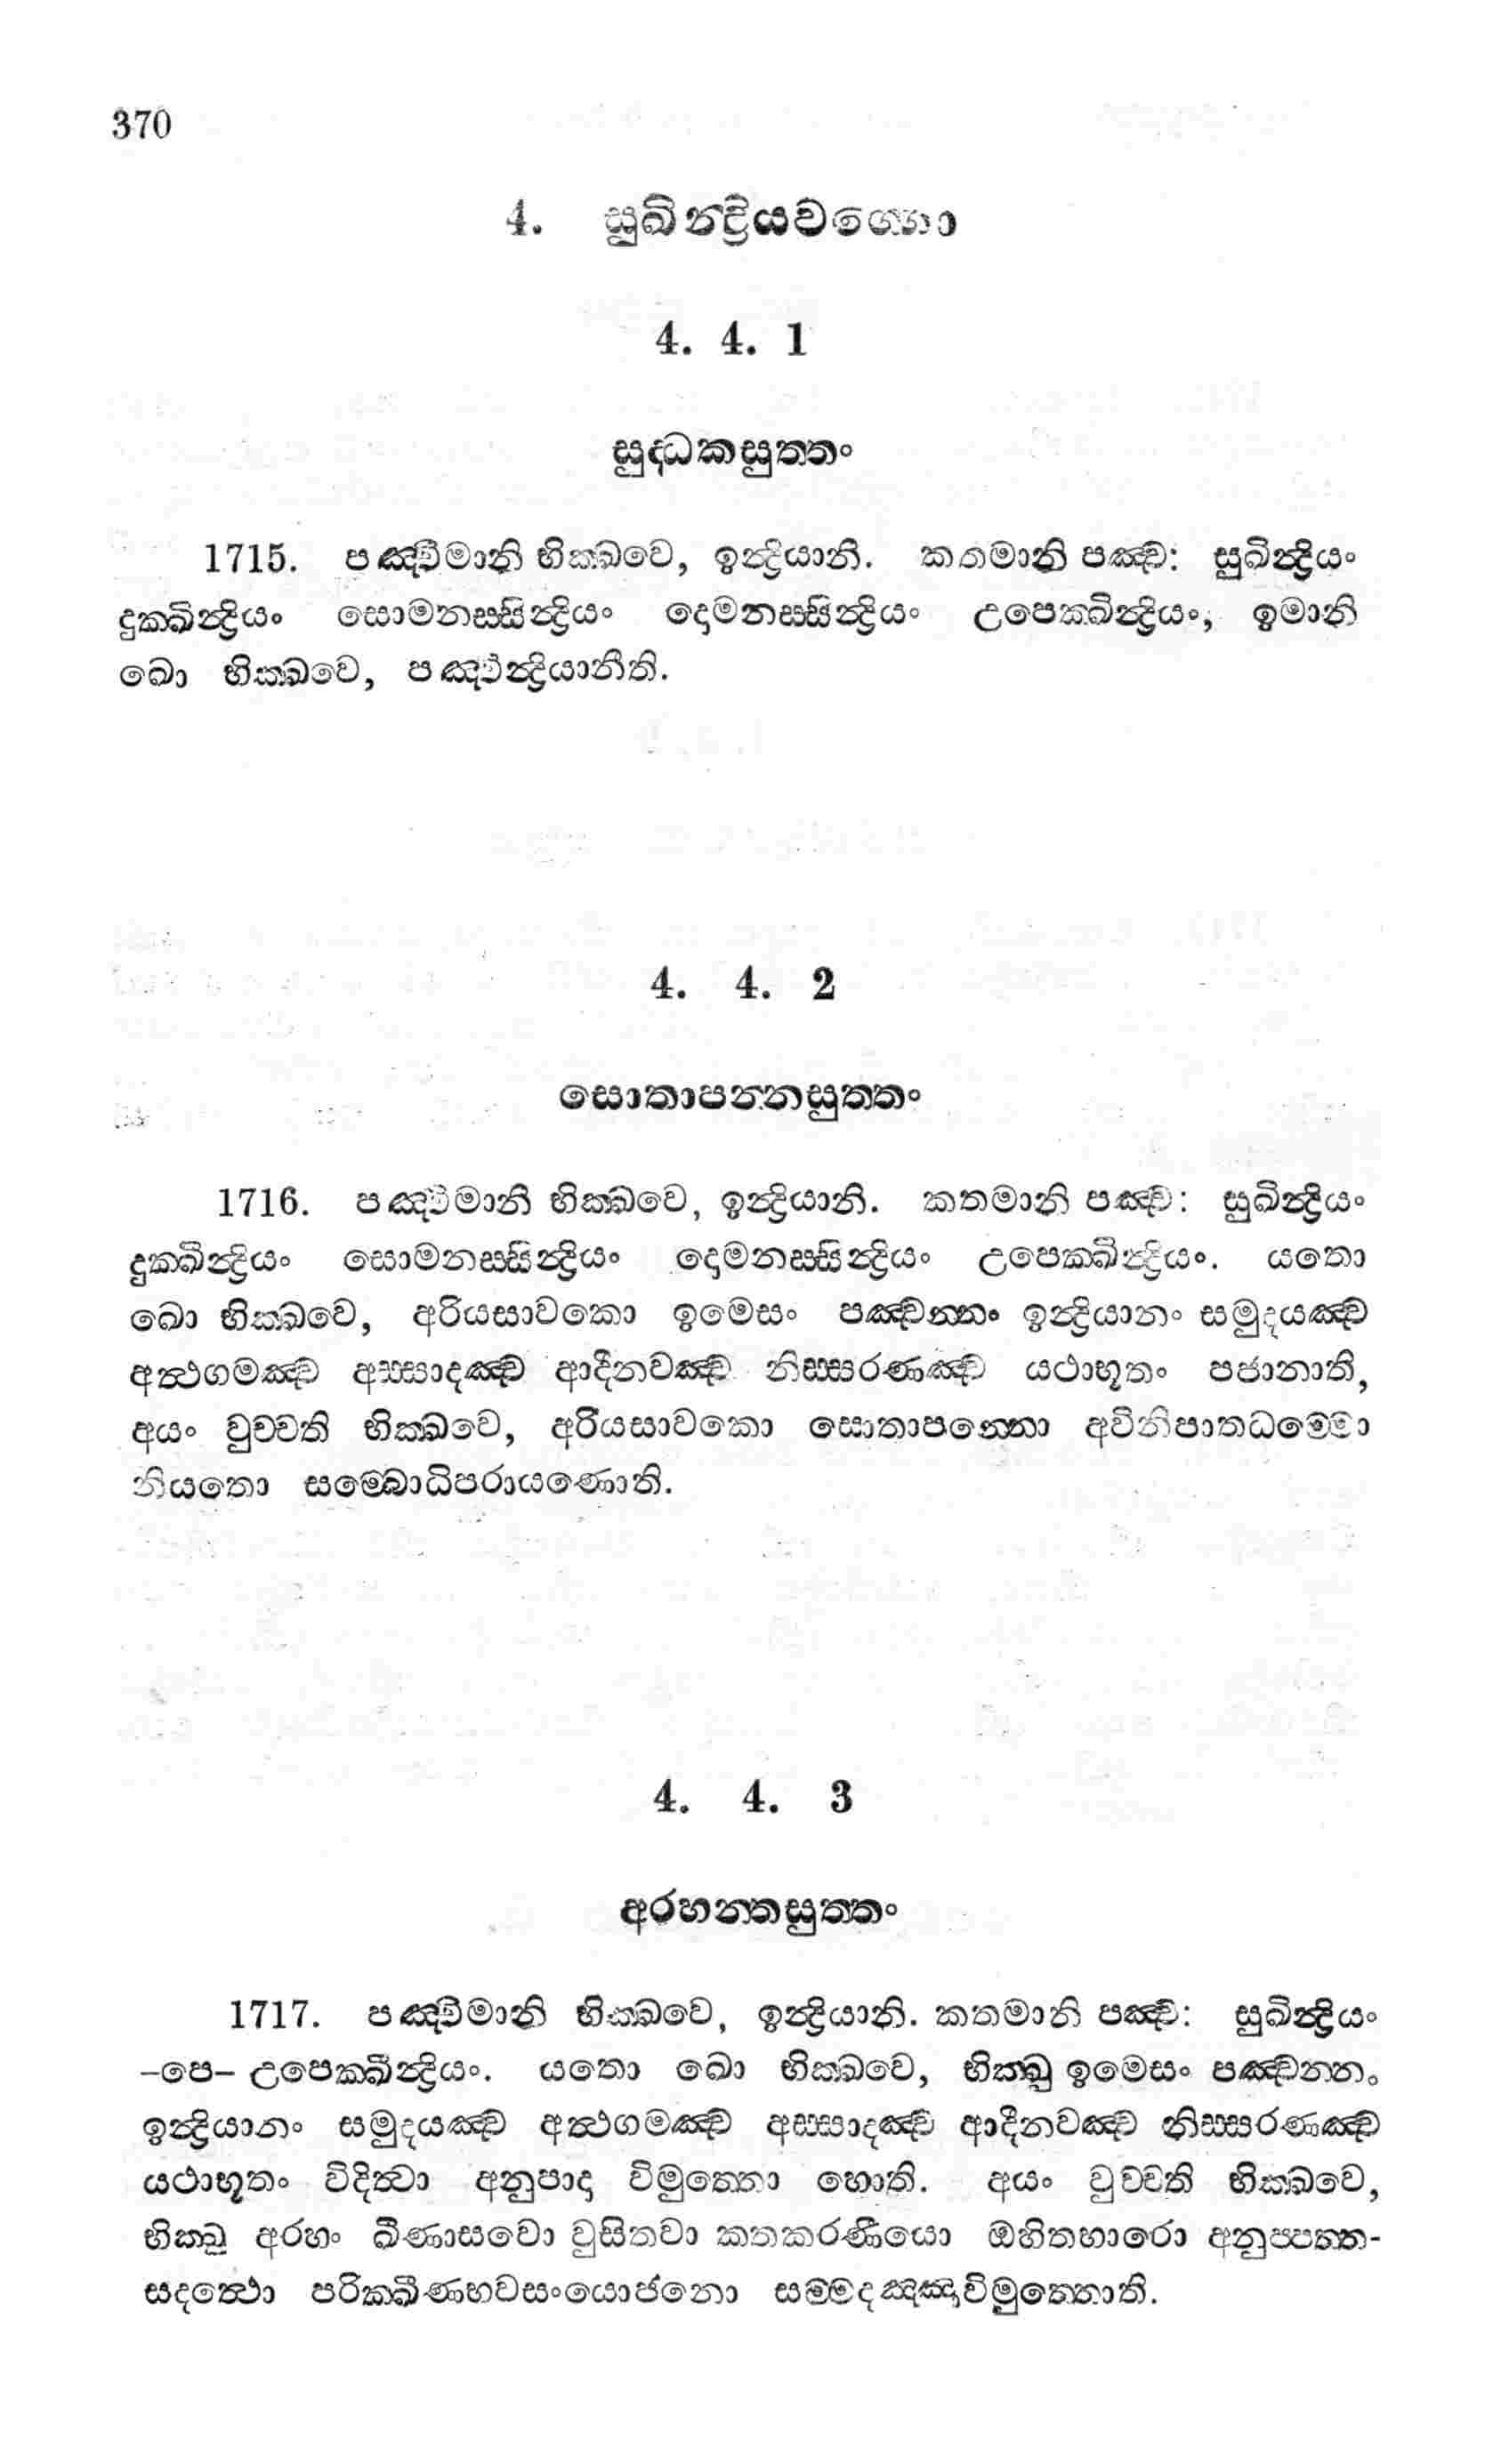 370
4. සුඛින්ද්‍රියවග්ගො
4. 4. 1
සුද්ධකසුත්තං
1715. පඤ්චිමානි භික්ඛවෙ, ඉන්ද්‍රියානි. කතමානි පඤ්ච: සුඛින්ද්‍රියං
දුක්ඛින්ද්‍රියං සොමනස්සින්ද්‍රියං දොමනස්සින්ද්‍රියං උපෙක්ඛින්ද්‍රියං, ඉමානි
ඛො භික්ඛවෙ, පඤ්චින්ද්‍රියානීති.
4. 4. 2
සොතාපන්නසුත්තං
1716. පඤ්චිමානි භික්ඛවෙ, ඉන්ද්‍රියානි. කතමානි පඤ්ච: සුඛින්ද්‍රියං
දුක්ඛින්ද්‍රියං සොමනස්සින්ද්‍රියං දොමනස්සින්ද්‍රියං උපෙක්ඛින්ද්‍රියං. යතො
ඛො භික්ඛවෙ, අරියසාවකො ඉමෙසං පඤ්චන්නං ඉන්ද්‍රියානං සමුදයඤ්ච
අත්ථගමඤ්ච අස්සාදඤ්ච ආදීනවඤ්ච නිස්සරණඤ්ච යථාභූතං පජානාති,
අයං වුච්චති භික්ඛවෙ, අරියසාවකො සොතාපන්නො අවිනිපාතධම්මො
නියතො සම්බොධිපරායණොති.
4. 4. 3
අරහන්තසුත්තං
1717. පඤ්චිමානි භික්ඛවෙ, ඉන්ද්‍රියානි. කතමානි පඤ්ච: සුඛින්ද්‍රියං
–පෙ– උපෙක්ඛින්ද්‍රියං. යතො ඛො භික්ඛවෙ, භික්ඛු ඉමෙසං පඤ්චන්නං
ඉන්ද්‍රියානං සමුදයඤ්ච අත්ථගමඤ්ච අස්සාදඤ්ච ආදීනවඤ්ච නිස්සරණඤ්ච
යථාභූතං විදිත්වා අනුපාදා විමුත්තො හොති. අයං වුච්චති භික්ඛවෙ,
භික්ඛු අරහං ඛීණාසවො වුසිතවා කතකරණීයො ඔහිතභාරො අනුප්පත්ත-
සදත්ථො පරික්ඛීණභවසංයොජනො සම්මදඤ්ඤාවිමුත්තොති.